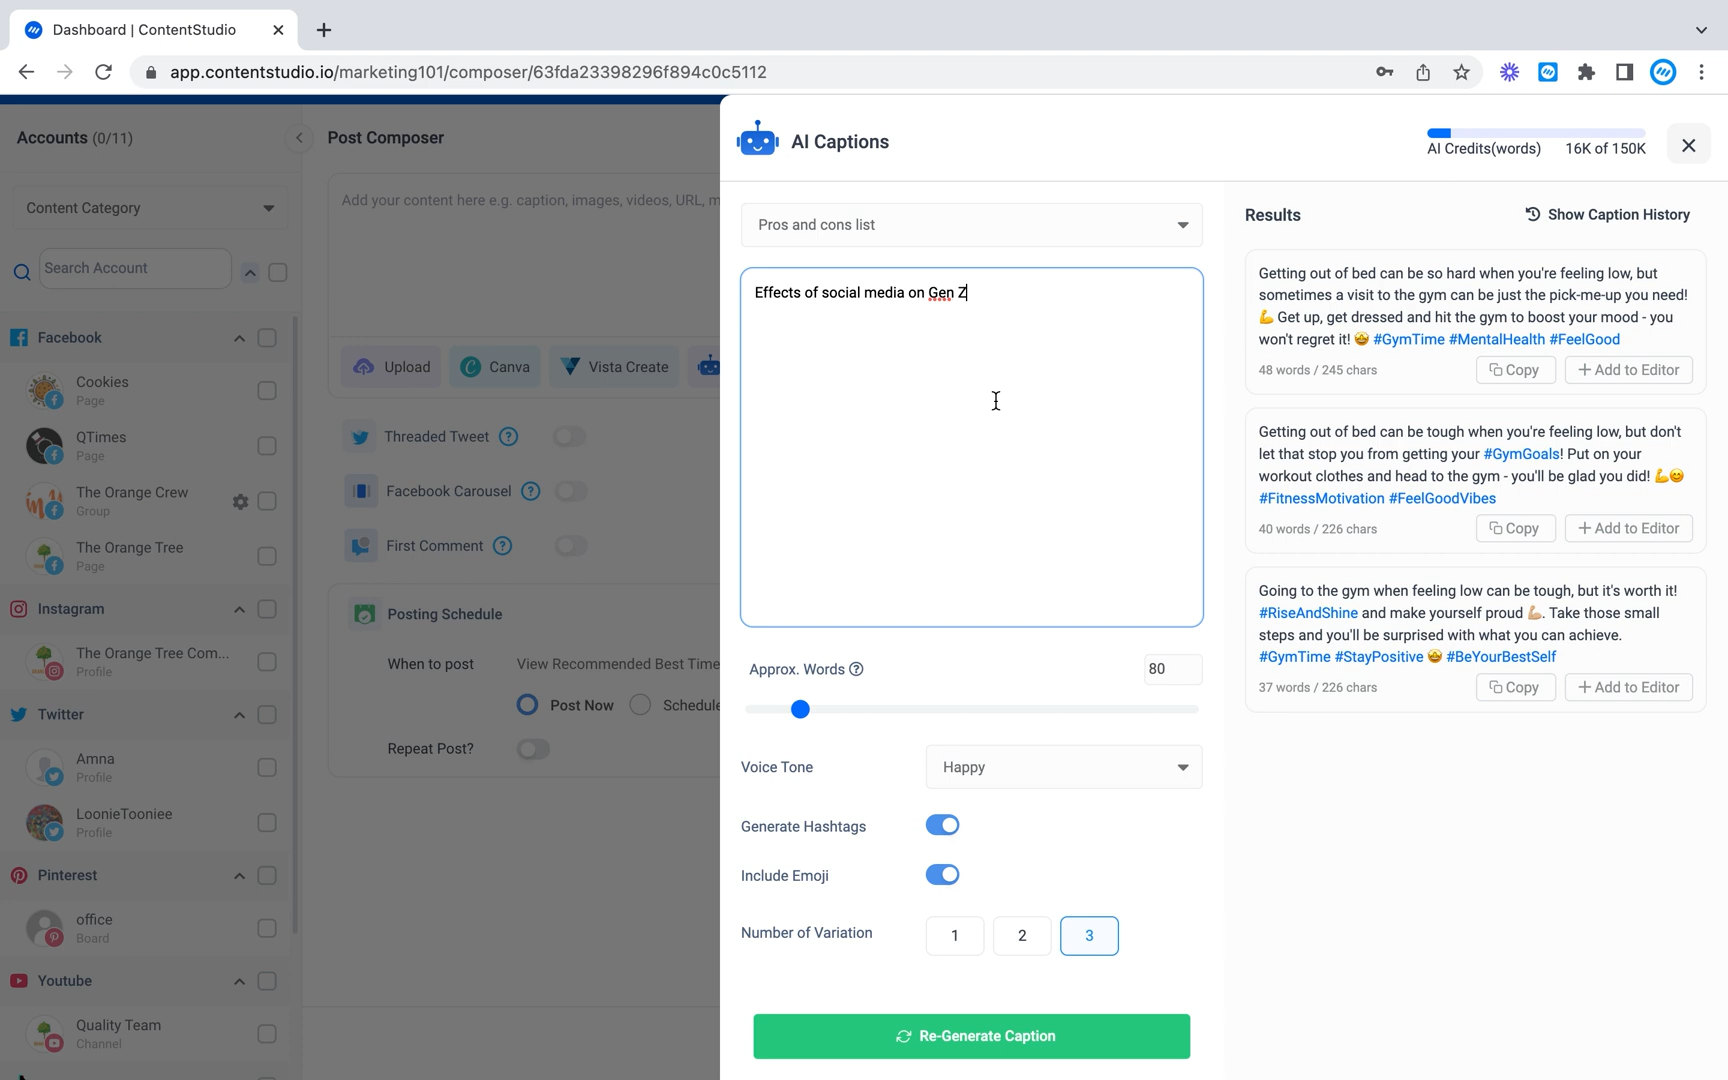 Dashboard | ContentStudio
app.contentstudio.io/marketing101/composer/63fda23398296f894c0c5112
Accounts (0/11)
Content Category
Search Account
Facebook
Cookies
Page
QTimes
Page
The Orange Crew
Group
The Orange Tree
Page
Instagram
The Orange Tree Com...
Profile
Twitter
Amna
Profile
LoonieTooniee
Profile
Pinterest
office
Board
Youtube
Quality Team
Channel
Post Composer
Add your content here e.g. caption, images, videos, URL, m
Upload
Canva
Vista Create
Threaded Tweet
Facebook Carousel
First Comment
Posting Schedule
When to post View Recommended Best Time
Post Now Schedule
Repeat Post?
AI Captions
AI Credits(words) 16K of 150K
Pros and cons list
Effects of social media on Gen Z
Approx. Words 80
Voice Tone Happy
Generate Hashtags
Include Emoji
Number of Variation 1 2 3
Re-Generate Caption
Results Show Caption History
Getting out of bed can be so hard when you're feeling low, but
sometimes a visit to the gym can be just the pick-me-up you need!
💪 Get up, get dressed and hit the gym to boost your mood - you
won't regret it! 🤩 #GymTime #MentalHealth #FeelGood
48 words / 245 chars Copy + Add to Editor
Getting out of bed can be tough when you're feeling low, but don't
let that stop you from getting your #GymGoals! Put on your
workout clothes and head to the gym - you'll be glad you did! 💪😊
#FitnessMotivation #FeelGoodVibes
40 words / 226 chars Copy + Add to Editor
Going to the gym when feeling low can be tough, but it's worth it!
#RiseAndShine and make yourself proud 💪🏼. Take those small
steps and you'll be surprised with what you can achieve.
#GymTime #StayPositive 🤩 #BeYourBestSelf
37 words / 226 chars Copy + Add to Editor